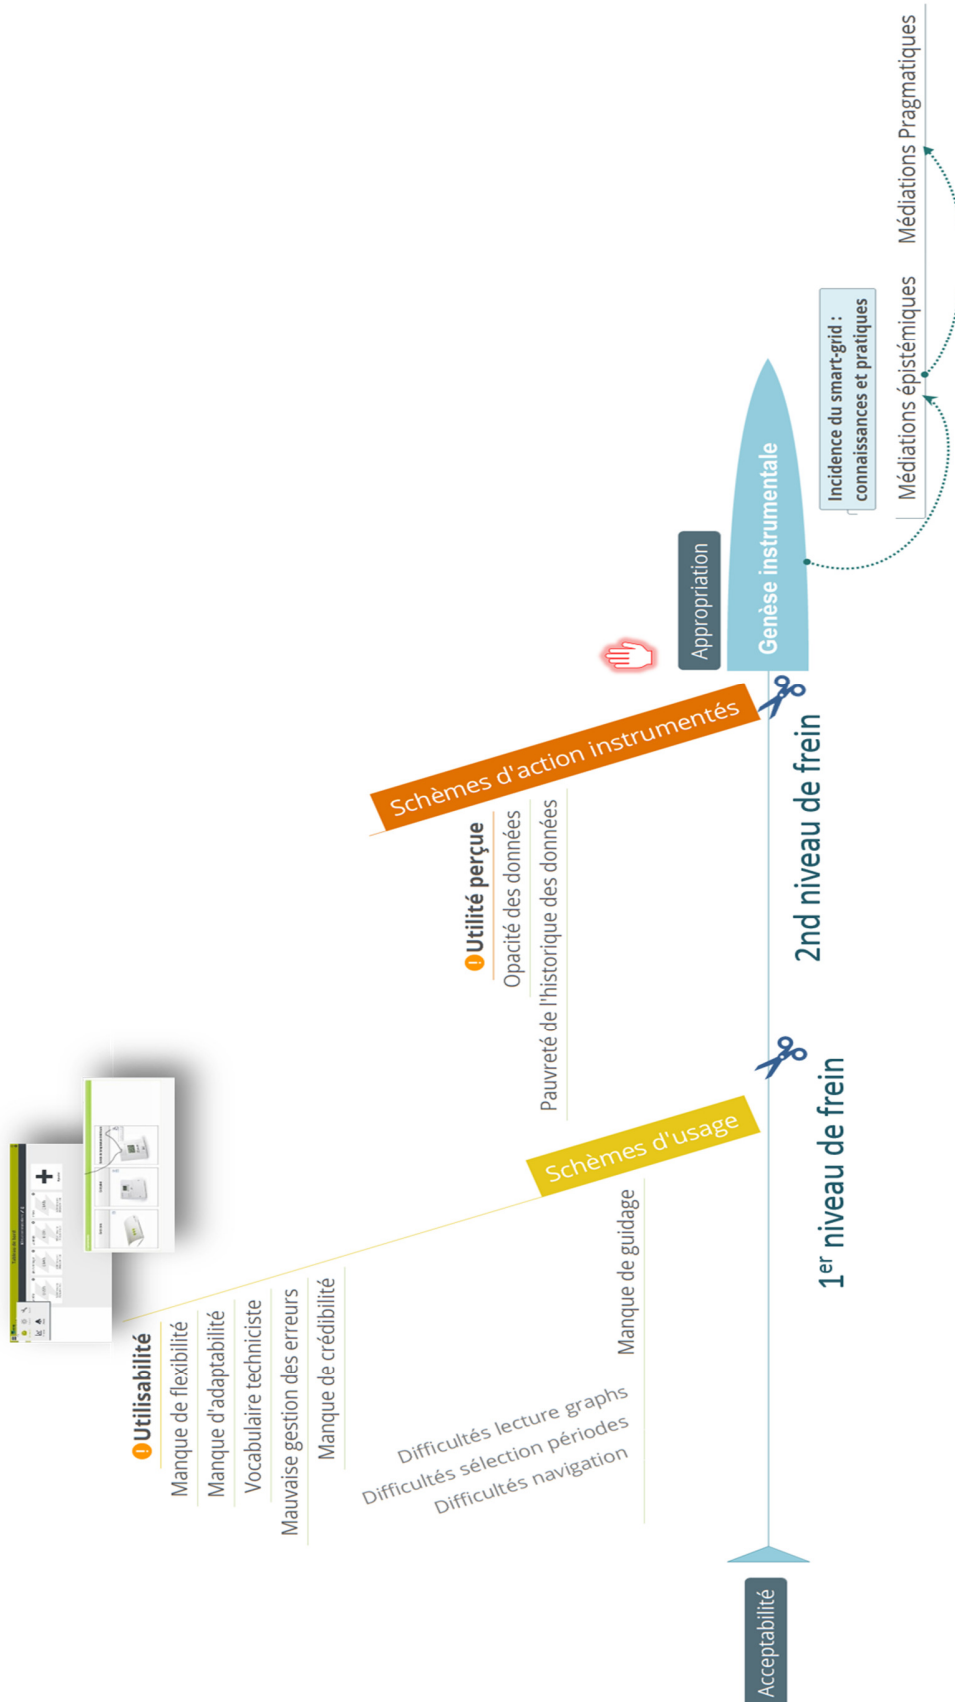 Utilisabilité
Manque de flexibilité
Manque d'adaptabilité
Vocabulaire techniciste
Mauvaise gestion des erreurs
Manque de crédibilité
Difficultés lecture graphs
Difficultés sélection périodes
Difficultés navigation
Manque de guidage
Schèmes d'usage
Utilité perçue
Opacité des données
Pauvreté de l'historique des données
Schèmes d'action instrumentés
Acceptabilité
1er niveau de frein
2nd niveau de frein
Appropriation
Genèse instrumentale
Incidence du smart-grid :
connaissances et pratiques
Médiations épistémiques
Médiations Pragmatiques